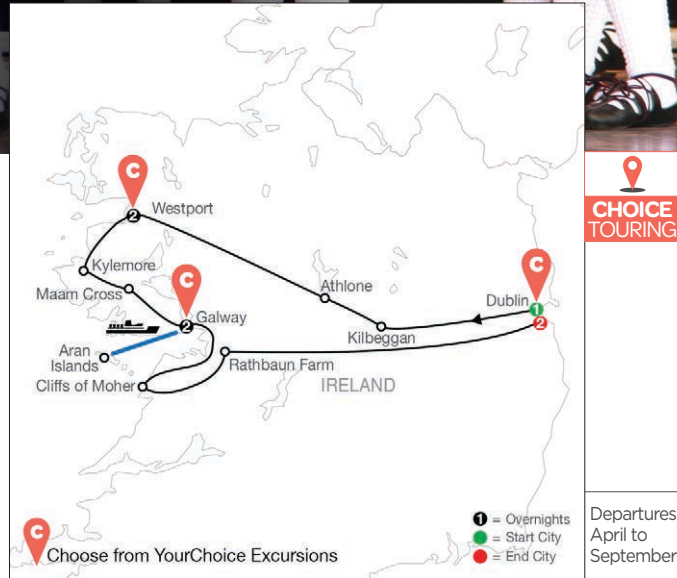 C
2
Westport
Kylemore
Maam Cross
C
2
Galway
Aran
Islands
Cliffs of Moher
Rathbaun Farm
Athlone
Kilbeggan
C
Dublin
1
2
IRELAND
C
Choose from YourChoice Excursions
1 = Overnights
= Start City
= End City
CHOICE
TOURING
Departures
April to
September